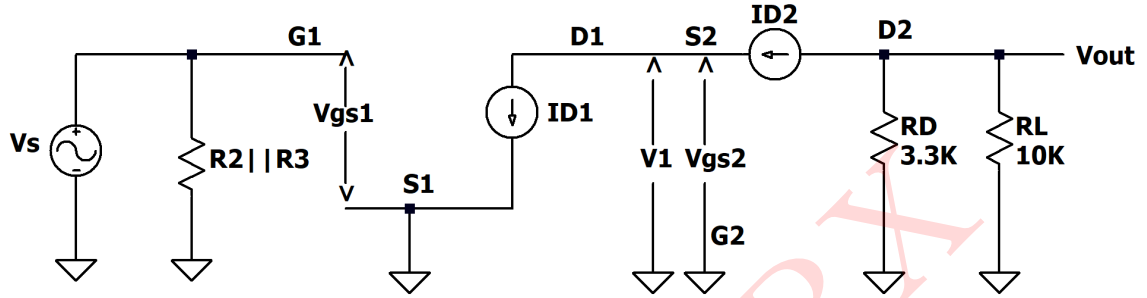 ID2
G1
D1
S2
D2
Vout
Vgs1
ID1
Vs
R2||R3
V1
Vgs2
RD
3.3K
RL
10K
S1
G2